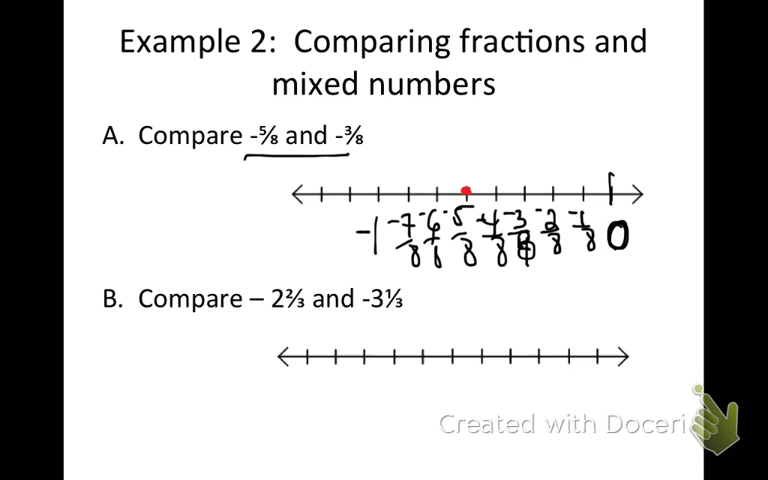 Example 2: Comparing fractions and
mixed numbers
A. Compare -⅝ and -⅜
-1 -7/8 -6/8 -5/8 -4/8 -3/8 -2/8 -1/8 0
B. Compare – 2⅔ and -3⅓
Created with Doceri